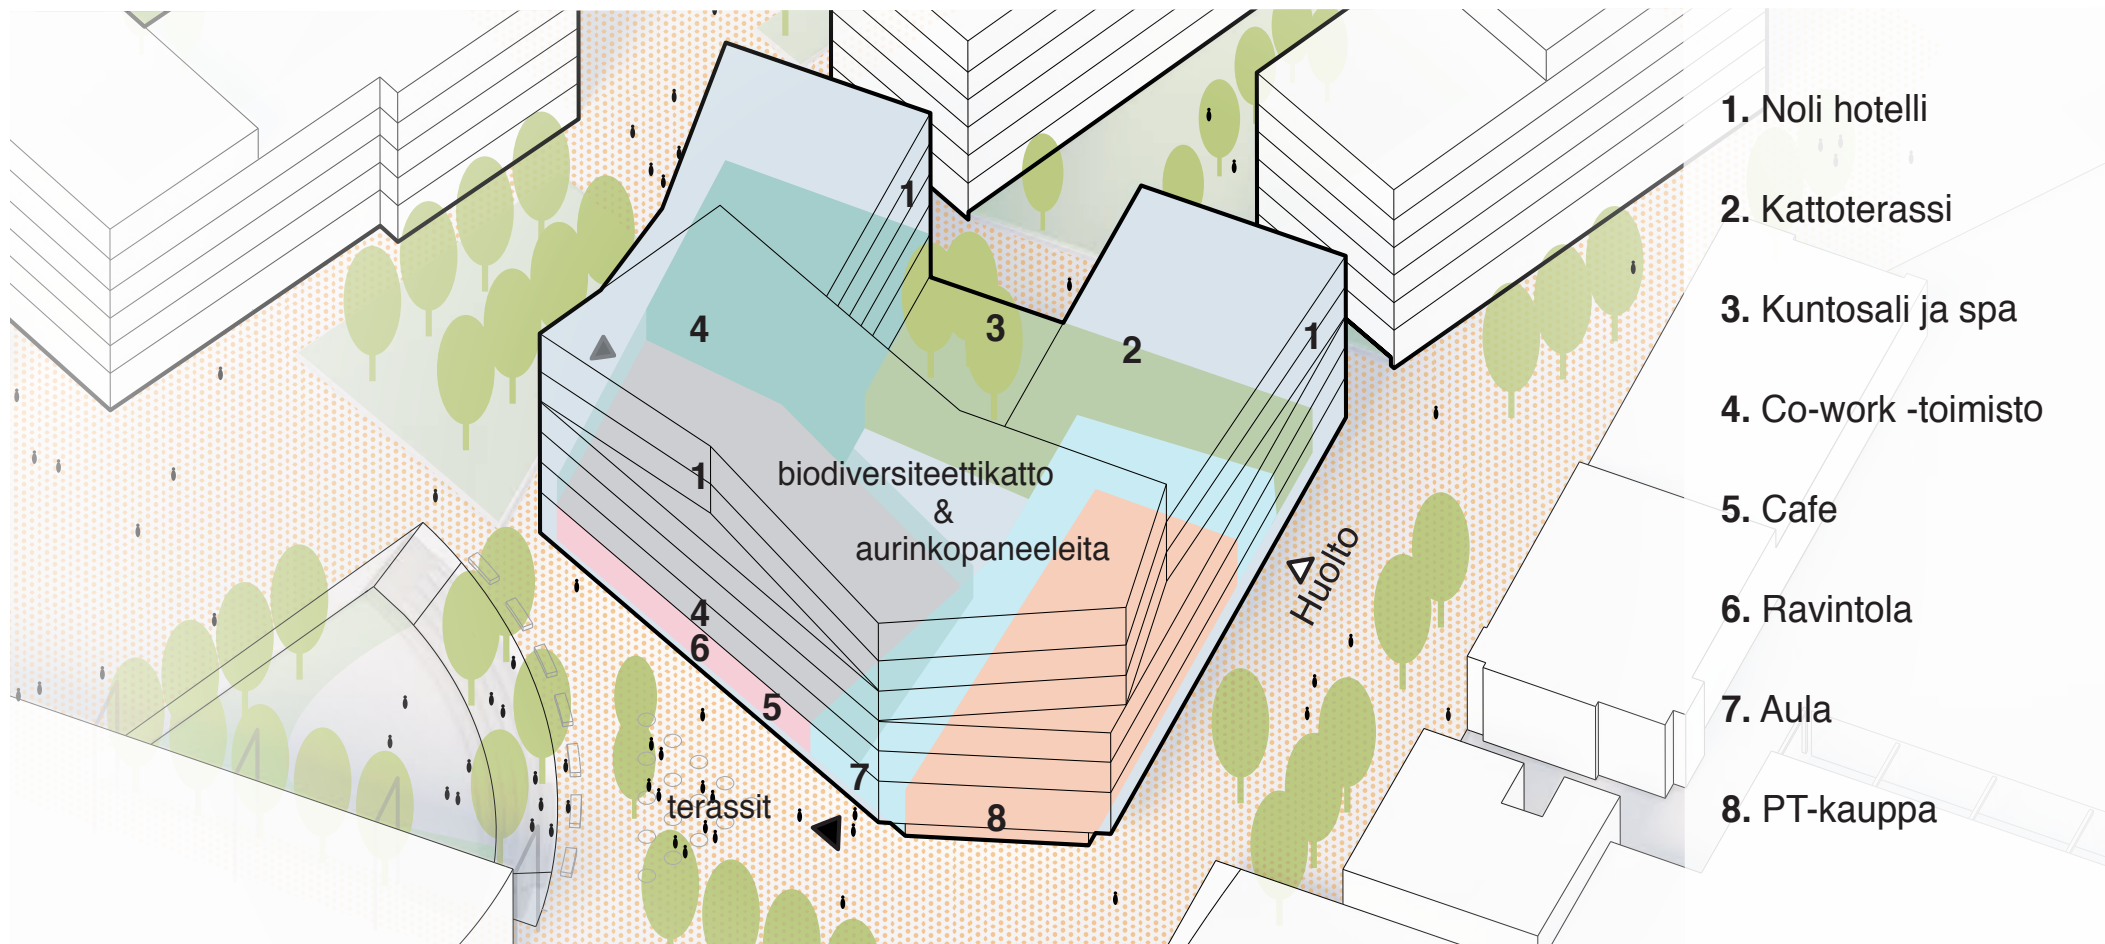 1
4
3
2
1
1
biodiversiteettikatto
&
aurinkopaneeleita
Huolto
4
6
5
7
terassit
8
1. Noli hotelli
2. Kattoterassi
3. Kuntosali ja spa
4. Co-work -toimisto
5. Cafe
6. Ravintola
7. Aula
8. PT-kauppa